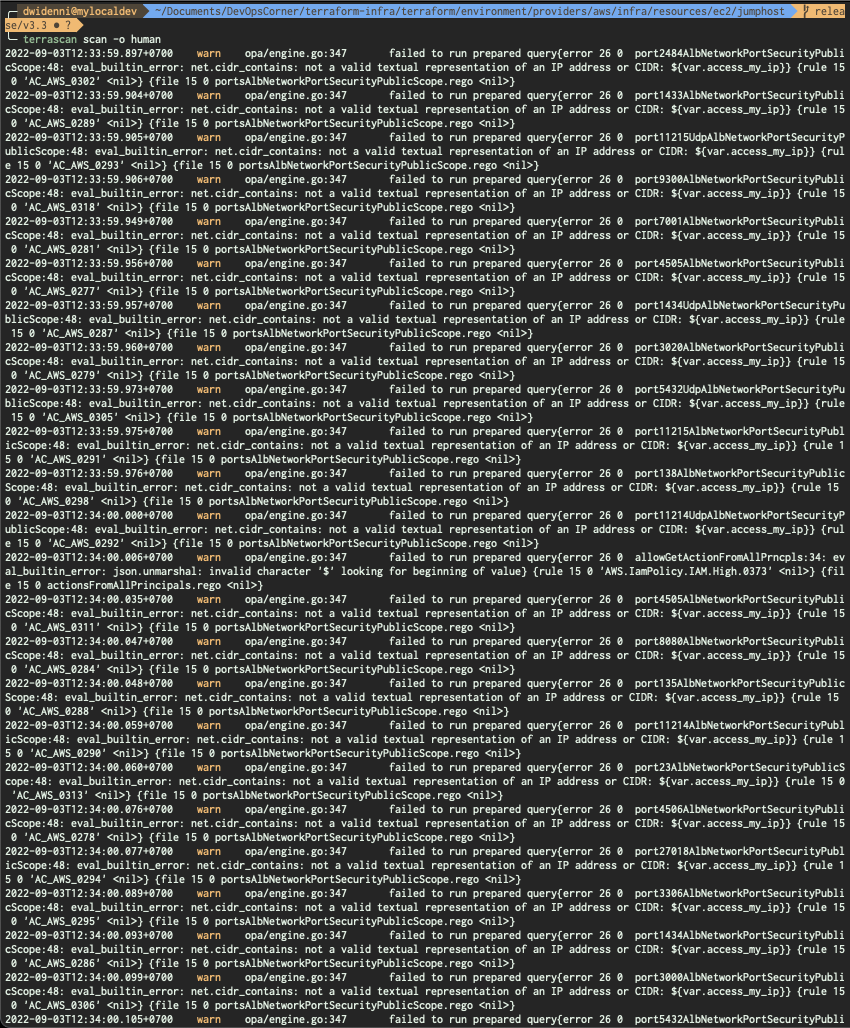 dwidenni@mylocaldev ~/Documents/DevOpsCorner/terraform-infra/terraform/environment/providers/aws/infra/resources/ec2/jumphost relea
se/v3.3 ● ?
terrascan scan -o human
2022-09-03T12:33:59.897+0700 warn opa/engine.go:347 failed to run prepared query{error 26 0 port2484AlbNetworkPortSecurityPubli
cScope:48: eval_builtin_error: net.cidr_contains: not a valid textual representation of an IP address or CIDR: ${var.access_my_ip}} {rule 15
0 'AC_AWS_0302' <nil>} {file 15 0 portsAlbNetworkPortSecurityPublicScope.rego <nil>}
2022-09-03T12:33:59.904+0700 warn opa/engine.go:347 failed to run prepared query{error 26 0 port1433AlbNetworkPortSecurityPubli
cScope:48: eval_builtin_error: net.cidr_contains: not a valid textual representation of an IP address or CIDR: ${var.access_my_ip}} {rule 15
0 'AC_AWS_0289' <nil>} {file 15 0 portsAlbNetworkPortSecurityPublicScope.rego <nil>}
2022-09-03T12:33:59.905+0700 warn opa/engine.go:347 failed to run prepared query{error 26 0 port11215UdpAlbNetworkPortSecurityP
ublicScope:48: eval_builtin_error: net.cidr_contains: not a valid textual representation of an IP address or CIDR: ${var.access_my_ip}} {rul
e 15 0 'AC_AWS_0293' <nil>} {file 15 0 portsAlbNetworkPortSecurityPublicScope.rego <nil>}
2022-09-03T12:33:59.906+0700 warn opa/engine.go:347 failed to run prepared query{error 26 0 port9300AlbNetworkPortSecurityPubli
cScope:48: eval_builtin_error: net.cidr_contains: not a valid textual representation of an IP address or CIDR: ${var.access_my_ip}} {rule 15
0 'AC_AWS_0318' <nil>} {file 15 0 portsAlbNetworkPortSecurityPublicScope.rego <nil>}
2022-09-03T12:33:59.949+0700 warn opa/engine.go:347 failed to run prepared query{error 26 0 port7001AlbNetworkPortSecurityPubli
cScope:48: eval_builtin_error: net.cidr_contains: not a valid textual representation of an IP address or CIDR: ${var.access_my_ip}} {rule 15
0 'AC_AWS_0281' <nil>} {file 15 0 portsAlbNetworkPortSecurityPublicScope.rego <nil>}
2022-09-03T12:33:59.956+0700 warn opa/engine.go:347 failed to run prepared query{error 26 0 port4505AlbNetworkPortSecurityPubli
cScope:48: eval_builtin_error: net.cidr_contains: not a valid textual representation of an IP address or CIDR: ${var.access_my_ip}} {rule 15
0 'AC_AWS_0277' <nil>} {file 15 0 portsAlbNetworkPortSecurityPublicScope.rego <nil>}
2022-09-03T12:33:59.957+0700 warn opa/engine.go:347 failed to run prepared query{error 26 0 port1434UdpAlbNetworkPortSecurityPu
blicScope:48: eval_builtin_error: net.cidr_contains: not a valid textual representation of an IP address or CIDR: ${var.access_my_ip}} {rule
15 0 'AC_AWS_0287' <nil>} {file 15 0 portsAlbNetworkPortSecurityPublicScope.rego <nil>}
2022-09-03T12:33:59.960+0700 warn opa/engine.go:347 failed to run prepared query{error 26 0 port3020AlbNetworkPortSecurityPubli
cScope:48: eval_builtin_error: net.cidr_contains: not a valid textual representation of an IP address or CIDR: ${var.access_my_ip}} {rule 15
0 'AC_AWS_0279' <nil>} {file 15 0 portsAlbNetworkPortSecurityPublicScope.rego <nil>}
2022-09-03T12:33:59.973+0700 warn opa/engine.go:347 failed to run prepared query{error 26 0 port5432UdpAlbNetworkPortSecurityPu
blicScope:48: eval_builtin_error: net.cidr_contains: not a valid textual representation of an IP address or CIDR: ${var.access_my_ip}} {rule
15 0 'AC_AWS_0305' <nil>} {file 15 0 portsAlbNetworkPortSecurityPublicScope.rego <nil>}
2022-09-03T12:33:59.975+0700 warn opa/engine.go:347 failed to run prepared query{error 26 0 port11215AlbNetworkPortSecurityPubl
icScope:48: eval_builtin_error: net.cidr_contains: not a valid textual representation of an IP address or CIDR: ${var.access_my_ip}} {rule 1
5 0 'AC_AWS_0291' <nil>} {file 15 0 portsAlbNetworkPortSecurityPublicScope.rego <nil>}
2022-09-03T12:33:59.976+0700 warn opa/engine.go:347 failed to run prepared query{error 26 0 port138AlbNetworkPortSecurityPublic
Scope:48: eval_builtin_error: net.cidr_contains: not a valid textual representation of an IP address or CIDR: ${var.access_my_ip}} {rule 15
0 'AC_AWS_0298' <nil>} {file 15 0 portsAlbNetworkPortSecurityPublicScope.rego <nil>}
2022-09-03T12:34:00.000+0700 warn opa/engine.go:347 failed to run prepared query{error 26 0 port11214UdpAlbNetworkPortSecurityP
ublicScope:48: eval_builtin_error: net.cidr_contains: not a valid textual representation of an IP address or CIDR: ${var.access_my_ip}} {rul
e 15 0 'AC_AWS_0292' <nil>} {file 15 0 portsAlbNetworkPortSecurityPublicScope.rego <nil>}
2022-09-03T12:34:00.006+0700 warn opa/engine.go:347 failed to run prepared query{error 26 0 allowGetActionFromAllPrncpls:34: ev
al_builtin_error: json.unmarshal: invalid character '$' looking for beginning of value} {rule 15 0 'AWS.IamPolicy.IAM.High.0373' <nil>} {fil
e 15 0 actionsFromAllPrincipals.rego <nil>}
2022-09-03T12:34:00.035+0700 warn opa/engine.go:347 failed to run prepared query{error 26 0 port4505AlbNetworkPortSecurityPubli
cScope:48: eval_builtin_error: net.cidr_contains: not a valid textual representation of an IP address or CIDR: ${var.access_my_ip}} {rule 15
0 'AC_AWS_0311' <nil>} {file 15 0 portsAlbNetworkPortSecurityPublicScope.rego <nil>}
2022-09-03T12:34:00.047+0700 warn opa/engine.go:347 failed to run prepared query{error 26 0 port8080AlbNetworkPortSecurityPubli
cScope:48: eval_builtin_error: net.cidr_contains: not a valid textual representation of an IP address or CIDR: ${var.access_my_ip}} {rule 15
0 'AC_AWS_0284' <nil>} {file 15 0 portsAlbNetworkPortSecurityPublicScope.rego <nil>}
2022-09-03T12:34:00.048+0700 warn opa/engine.go:347 failed to run prepared query{error 26 0 port135AlbNetworkPortSecurityPublic
Scope:48: eval_builtin_error: net.cidr_contains: not a valid textual representation of an IP address or CIDR: ${var.access_my_ip}} {rule 15
0 'AC_AWS_0288' <nil>} {file 15 0 portsAlbNetworkPortSecurityPublicScope.rego <nil>}
2022-09-03T12:34:00.059+0700 warn opa/engine.go:347 failed to run prepared query{error 26 0 port11214AlbNetworkPortSecurityPubl
icScope:48: eval_builtin_error: net.cidr_contains: not a valid textual representation of an IP address or CIDR: ${var.access_my_ip}} {rule 1
5 0 'AC_AWS_0290' <nil>} {file 15 0 portsAlbNetworkPortSecurityPublicScope.rego <nil>}
2022-09-03T12:34:00.060+0700 warn opa/engine.go:347 failed to run prepared query{error 26 0 port23AlbNetworkPortSecurityPublicS
cope:48: eval_builtin_error: net.cidr_contains: not a valid textual representation of an IP address or CIDR: ${var.access_my_ip}} {rule 15 0
'AC_AWS_0313' <nil>} {file 15 0 portsAlbNetworkPortSecurityPublicScope.rego <nil>}
2022-09-03T12:34:00.076+0700 warn opa/engine.go:347 failed to run prepared query{error 26 0 port4506AlbNetworkPortSecurityPubli
cScope:48: eval_builtin_error: net.cidr_contains: not a valid textual representation of an IP address or CIDR: ${var.access_my_ip}} {rule 15
0 'AC_AWS_0278' <nil>} {file 15 0 portsAlbNetworkPortSecurityPublicScope.rego <nil>}
2022-09-03T12:34:00.077+0700 warn opa/engine.go:347 failed to run prepared query{error 26 0 port27018AlbNetworkPortSecurityPubl
icScope:48: eval_builtin_error: net.cidr_contains: not a valid textual representation of an IP address or CIDR: ${var.access_my_ip}} {rule 1
5 0 'AC_AWS_0294' <nil>} {file 15 0 portsAlbNetworkPortSecurityPublicScope.rego <nil>}
2022-09-03T12:34:00.089+0700 warn opa/engine.go:347 failed to run prepared query{error 26 0 port3306AlbNetworkPortSecurityPubli
cScope:48: eval_builtin_error: net.cidr_contains: not a valid textual representation of an IP address or CIDR: ${var.access_my_ip}} {rule 15
0 'AC_AWS_0295' <nil>} {file 15 0 portsAlbNetworkPortSecurityPublicScope.rego <nil>}
2022-09-03T12:34:00.093+0700 warn opa/engine.go:347 failed to run prepared query{error 26 0 port1434AlbNetworkPortSecurityPubli
cScope:48: eval_builtin_error: net.cidr_contains: not a valid textual representation of an IP address or CIDR: ${var.access_my_ip}} {rule 15
0 'AC_AWS_0286' <nil>} {file 15 0 portsAlbNetworkPortSecurityPublicScope.rego <nil>}
2022-09-03T12:34:00.099+0700 warn opa/engine.go:347 failed to run prepared query{error 26 0 port3000AlbNetworkPortSecurityPubli
cScope:48: eval_builtin_error: net.cidr_contains: not a valid textual representation of an IP address or CIDR: ${var.access_my_ip}} {rule 15
0 'AC_AWS_0306' <nil>} {file 15 0 portsAlbNetworkPortSecurityPublicScope.rego <nil>}
2022-09-03T12:34:00.105+0700 warn opa/engine.go:347 failed to run prepared query{error 26 0 port5432AlbNetworkPortSecurityPubli